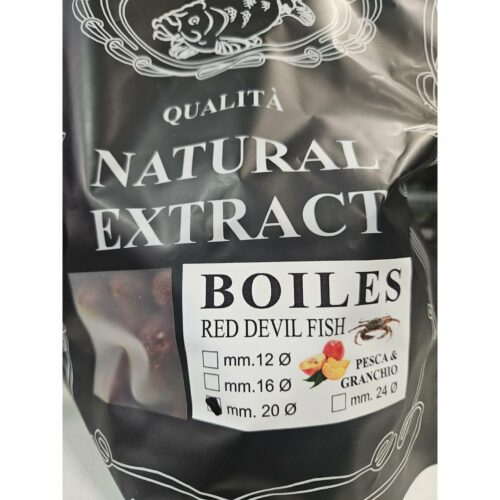 QUALITÀ
NATURAL
EXTRACT
BOILES
RED DEVIL FISH
mm.12 Ø
PESCA &
GRANCHIO
mm.16 Ø
mm. 20 Ø
mm. 24 Ø